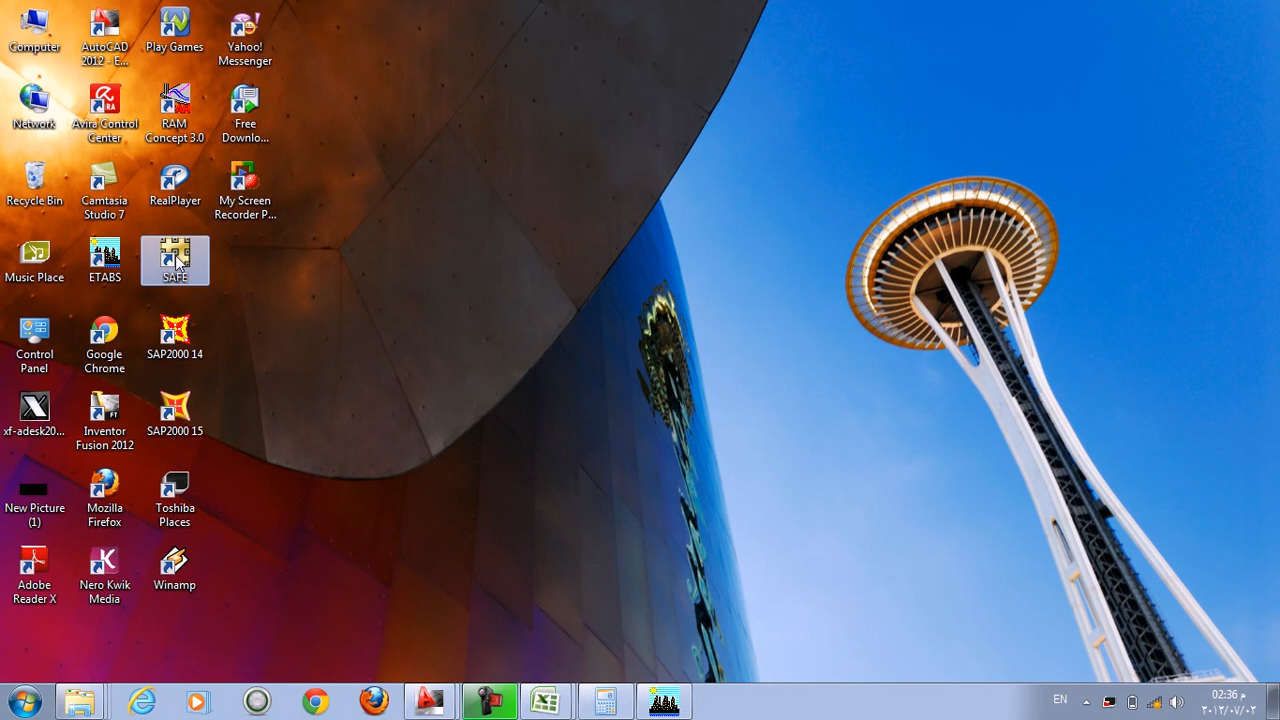 Computer
AutoCAD
2012 - E...
Play Games
Yahoo!
Messenger
Network
Avira Control
Center
RAM
Concept 3.0
Free
Downlo...
Recycle Bin
Camtasia
Studio 7
RealPlayer
My Screen
Recorder P...
Music Place
ETABS
SAFE
Control
Panel
Google
Chrome
SAP2000 14
xf-adesk20...
Inventor
Fusion 2012
SAP2000 15
New Picture
(1)
Mozilla
Firefox
Toshiba
Places
Adobe
Reader X
Nero Kwik
Media
Winamp
EN
02:36 م
٢٠١٢/٠٧/٠٢